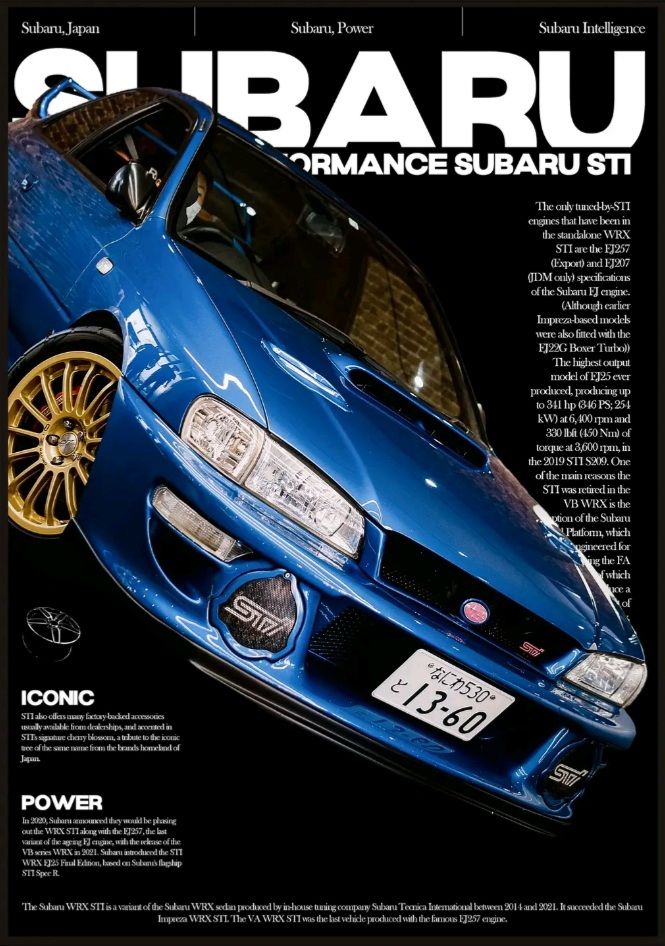 Subaru, Japan
Subaru, Power
Subaru Intelligence
SUBARU
ORMANCE SUBARU STI
The only tuned-by-STI
engines that have been in
the standalone WRX
STI are the EJ257
(Export) and EJ207
(JDM only) specifications
of the Subaru EJ engine.
(Although earlier
Impreza-based models
were also fitted with the
EJ22G Boxer Turbo))
The highest output
model of EJ25 ever
produced, producing up
to 341 hp (346 PS; 254
kW) at 6,400 rpm and
330 lbft (450 Nm) of
torque at 3,600 rpm, in
the 2019 STI S209. One
of the main reasons the
STI was retired in the
VB WRX is the
ption of the Subaru
Platform, which
ngineered for
ing the FA
f which
uce a
of
STI
STI
なにわ530
と 13-60
STI
ICONIC
STI also offers many factory-backed accessories
usually available from dealerships, and accented in
STI's signature cherry blossom, a tribute to the iconic
tree of the same name from the brands homeland of
Japan.
POWER
In 2020, Subaru announced they would be phasing
out the WRX STI along with the EJ257, the last
variant of the ageing EJ engine, with the release of the
VB series WRX in 2021. Subaru introduced the STI
WRX EJ25 Final Edition, based on Subaru's flagship
STI Spec R.
The Subaru WRX STI is a variant of the Subaru WRX sedan produced by in-house tuning company Subaru Tecnica International between 2014 and 2021. It succeeded the Subaru
Impreza WRX STI. The VA WRX STI was the last vehicle produced with the famous EJ257 engine.